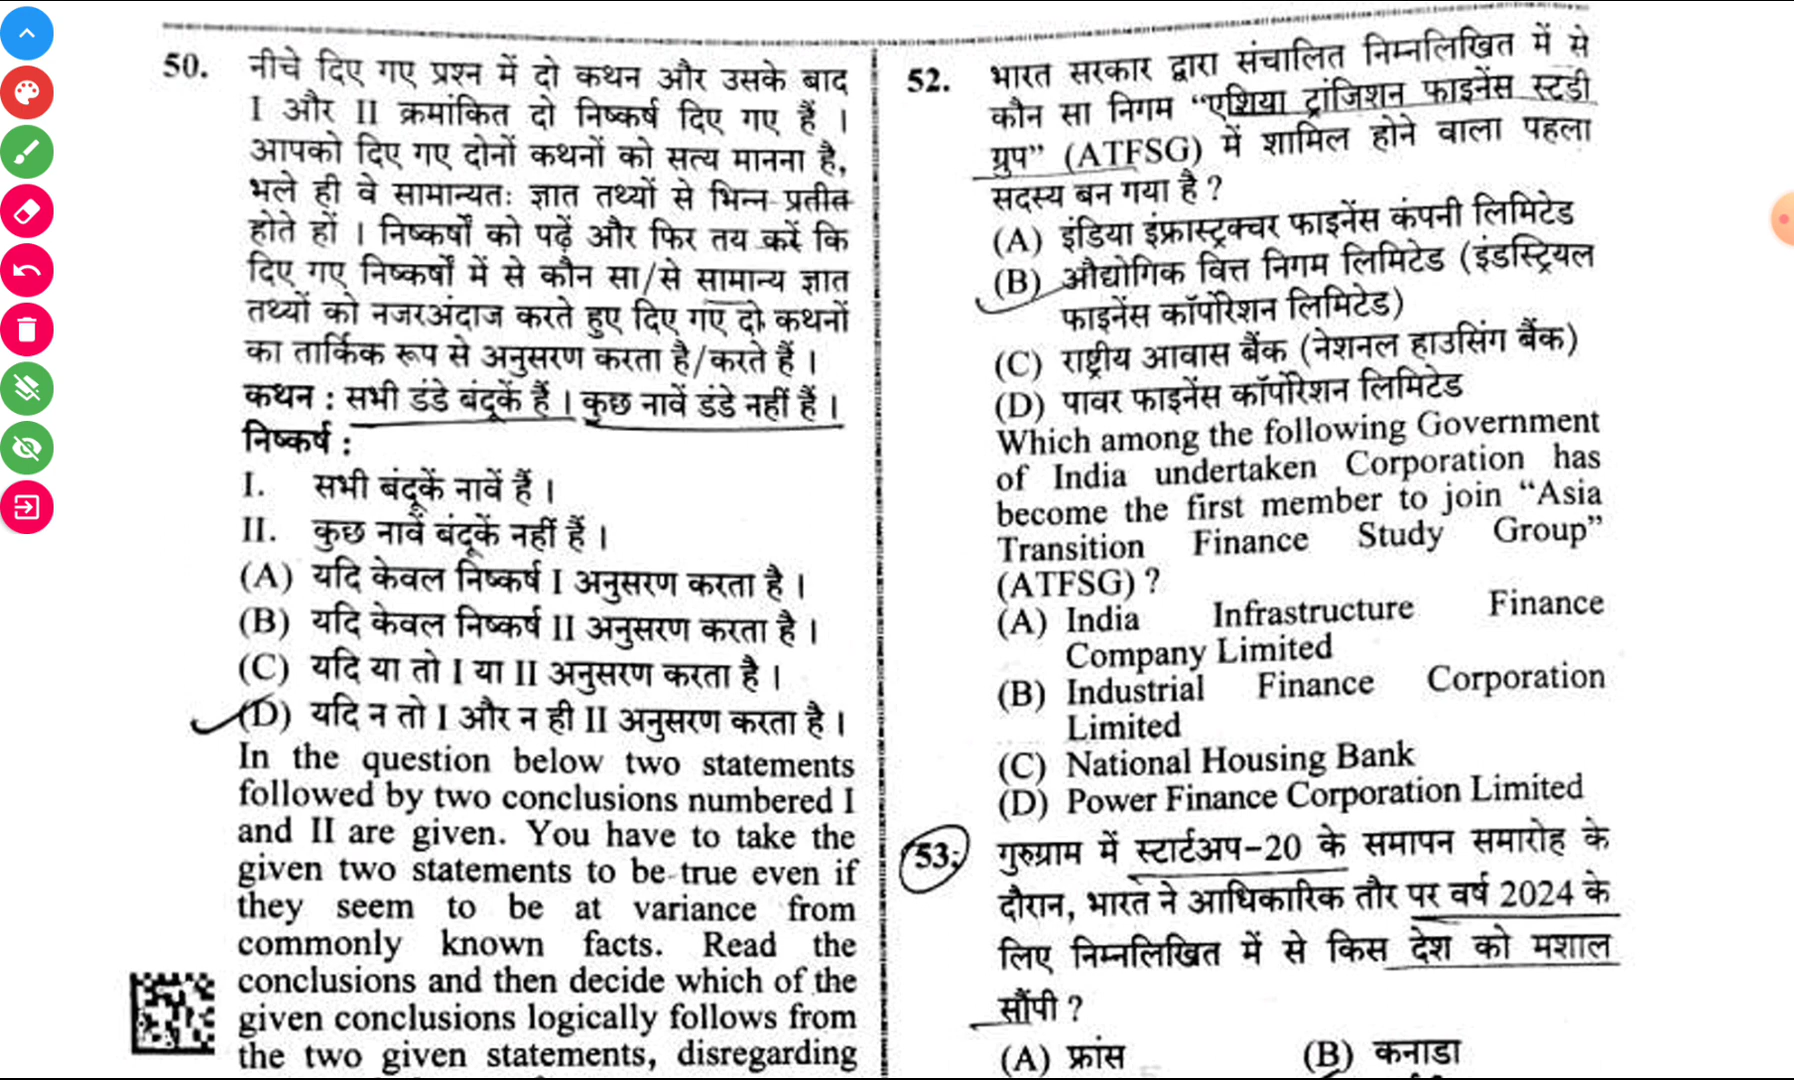 50. नीचे दिए गए प्रश्न में दो कथन और उसके बाद
I और II क्रमांकित दो निष्कर्ष दिए गए हैं ।
आपको दिए गए दोनों कथनों को सत्य मानना है,
भले ही वे सामान्यतः ज्ञात तथ्यों से भिन्न प्रतीत
होते हों । निष्कर्षों को पढ़ें और फिर तय करें कि
दिए गए निष्कर्षों में से कौन सा/से सामान्य ज्ञात
तथ्यों को नजरअंदाज करते हुए दिए गए दो कथनों
का तार्किक रूप से अनुसरण करता है/करते हैं ।
कथन : सभी डंडे बंदूकें हैं । कुछ नावें डंडे नहीं हैं ।
निष्कर्ष :
I. सभी बंदूकें नावें हैं ।
II. कुछ नावें बंदूकें नहीं हैं ।
(A) यदि केवल निष्कर्ष I अनुसरण करता है ।
(B) यदि केवल निष्कर्ष II अनुसरण करता है ।
(C) यदि या तो I या II अनुसरण करता है ।
(D) यदि न तो I और न ही II अनुसरण करता है ।
In the question below two statements
followed by two conclusions numbered I
and II are given. You have to take the
given two statements to be true even if
they seem to be at variance from
commonly known facts. Read the
conclusions and then decide which of the
given conclusions logically follows from
the two given statements, disregarding
52. भारत सरकार द्वारा संचालित निम्नलिखित में से
कौन सा निगम “एशिया ट्रांजिशन फाइनेंस स्टडी
ग्रुप” (ATFSG) में शामिल होने वाला पहला
सदस्य बन गया है ?
(A) इंडिया इंफ्रास्ट्रक्चर फाइनेंस कंपनी लिमिटेड
(B) औद्योगिक वित्त निगम लिमिटेड (इंडस्ट्रियल
फाइनेंस कॉर्पोरेशन लिमिटेड)
(C) राष्ट्रीय आवास बैंक (नेशनल हाउसिंग बैंक)
(D) पावर फाइनेंस कॉर्पोरेशन लिमिटेड
Which among the following Government
of India undertaken Corporation has
become the first member to join “Asia
Transition Finance Study Group”
(ATFSG) ?
(A) India Infrastructure Finance
Company Limited
(B) Industrial Finance Corporation
Limited
(C) National Housing Bank
(D) Power Finance Corporation Limited
53. गुरुग्राम में स्टार्टअप-20 के समापन समारोह के
दौरान, भारत ने आधिकारिक तौर पर वर्ष 2024 के
लिए निम्नलिखित में से किस देश को मशाल
सौंपी ?
(A) फ्रांस (B) कनाडा